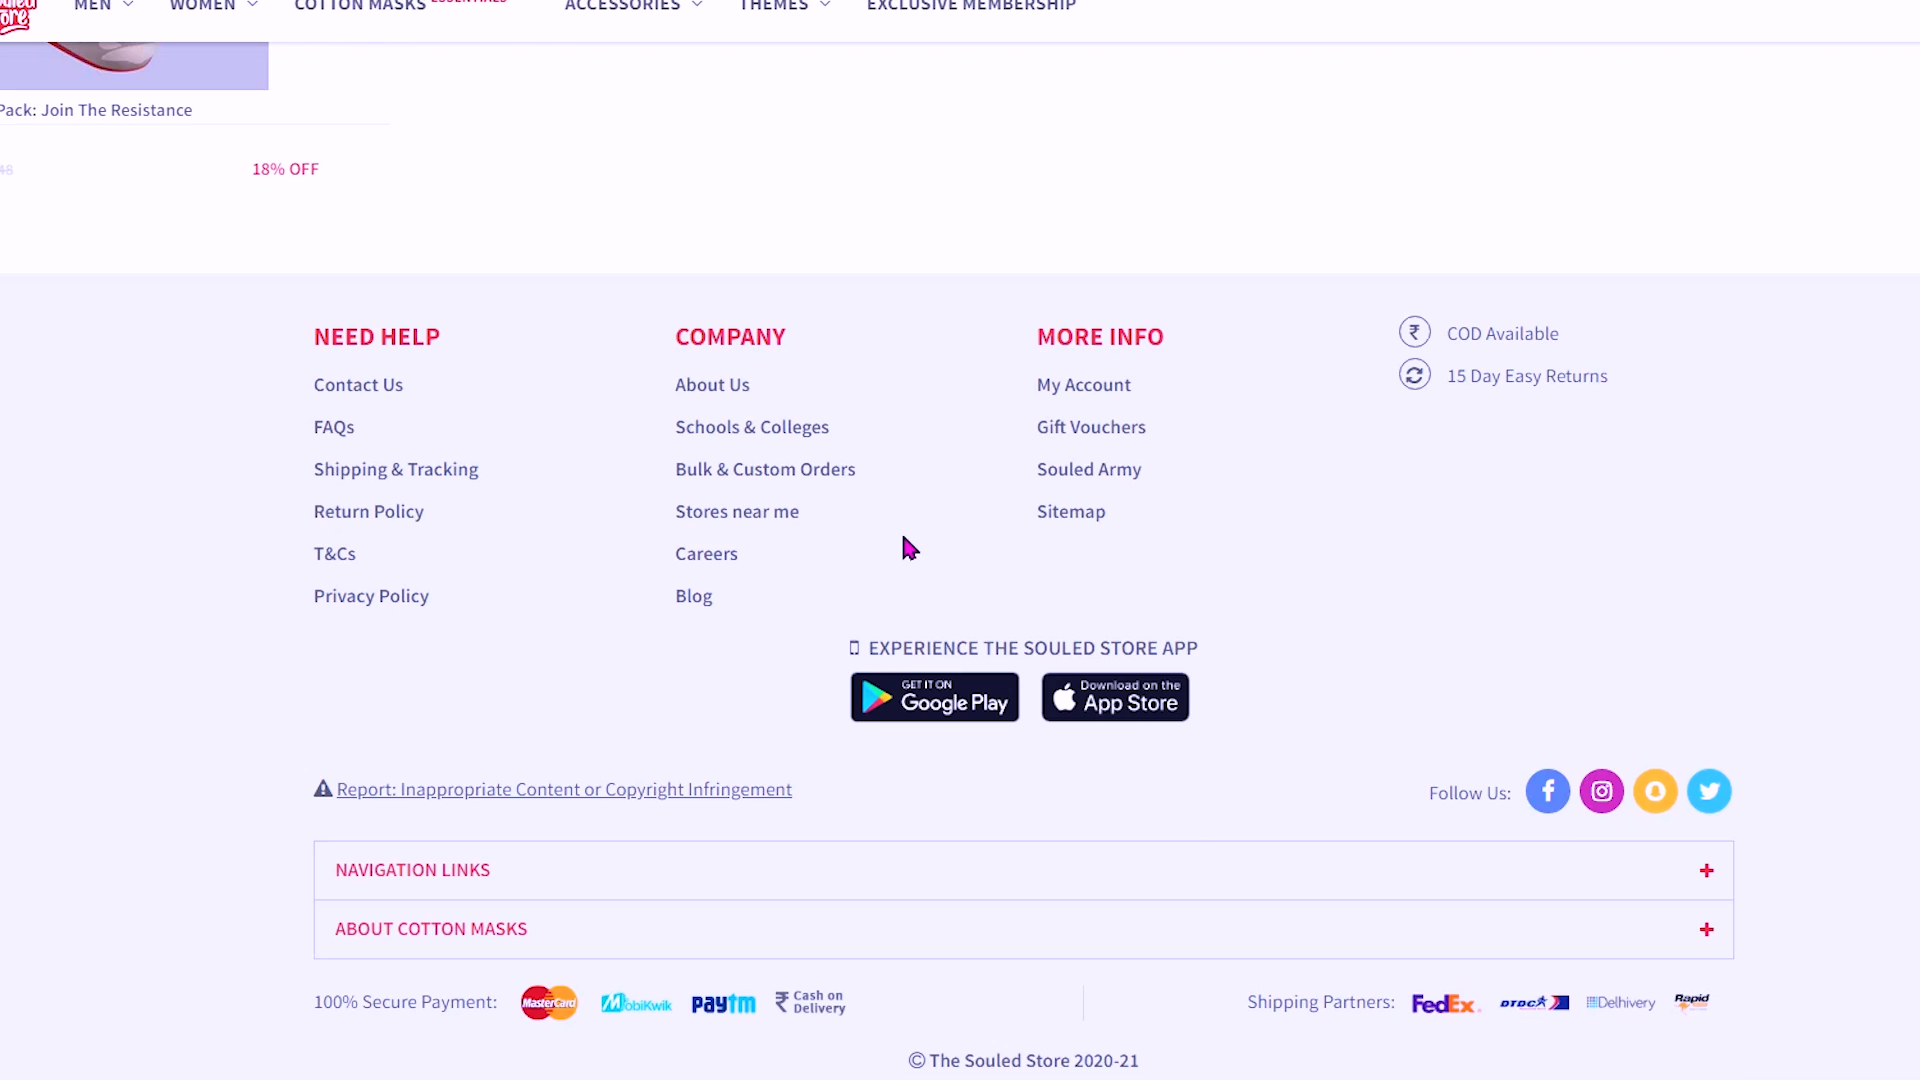 MEN
WOMEN
COTTON MASKS
ACCESSORIES
THEMES
EXCLUSIVE MEMBERSHIP
Pack: Join The Resistance
18% OFF
NEED HELP
Contact Us
FAQs
Shipping & Tracking
Return Policy
T&Cs
Privacy Policy
COMPANY
About Us
Schools & Colleges
Bulk & Custom Orders
Stores near me
Careers
Blog
MORE INFO
My Account
Gift Vouchers
Souled Army
Sitemap
COD Available
15 Day Easy Returns
EXPERIENCE THE SOULED STORE APP
GET IT ON
Google Play
Download on the
App Store
Report: Inappropriate Content or Copyright Infringement
Follow Us:
NAVIGATION LINKS
ABOUT COTTON MASKS
100% Secure Payment:
MasterCard
MobiKwik
paytm
₹ Cash on
Delivery
Shipping Partners:
FedEx
DTDC
Delhivery
Rapid
© The Souled Store 2020-21